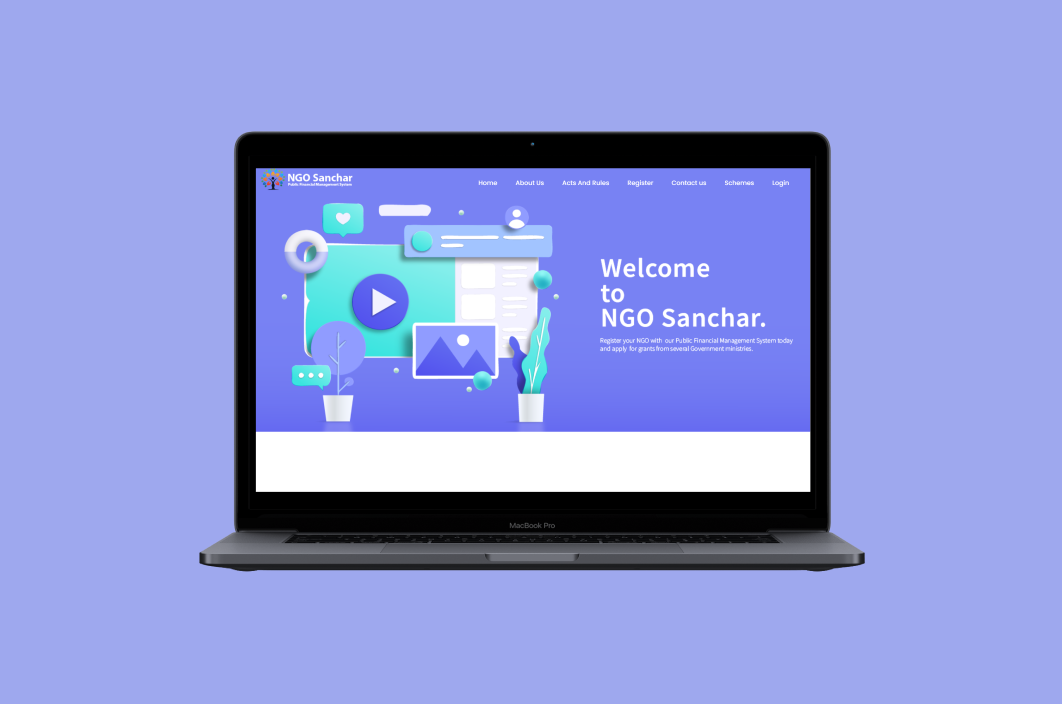 NGO Sanchar
Public Financial Management System
Home
About Us
Acts And Rules
Register
Contact us
Schemes
Login
Welcome
to
NGO Sanchar.
Register your NGO with our Public Financial Management System today
and apply for grants from several Government ministries.
MacBook Pro